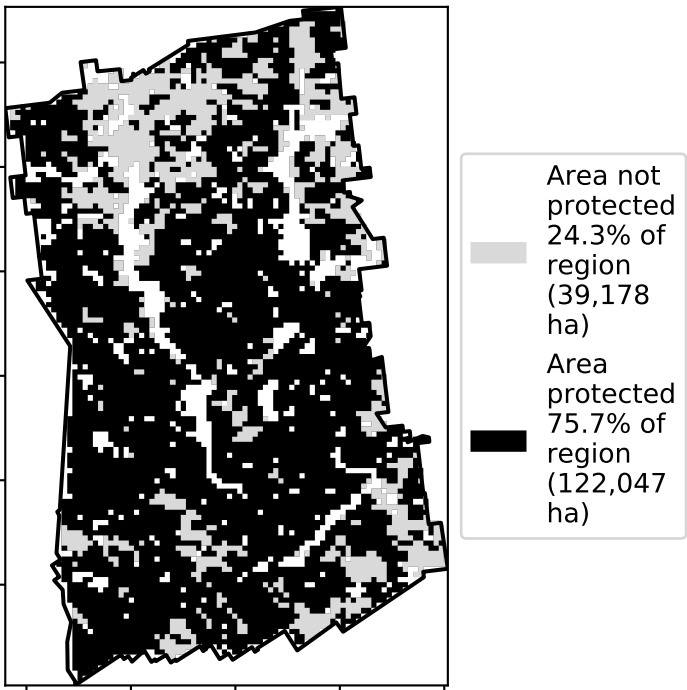 Area not
protected
24.3% of
region
(39,178
ha)
Area
protected
75.7% of
region
(122,047
ha)